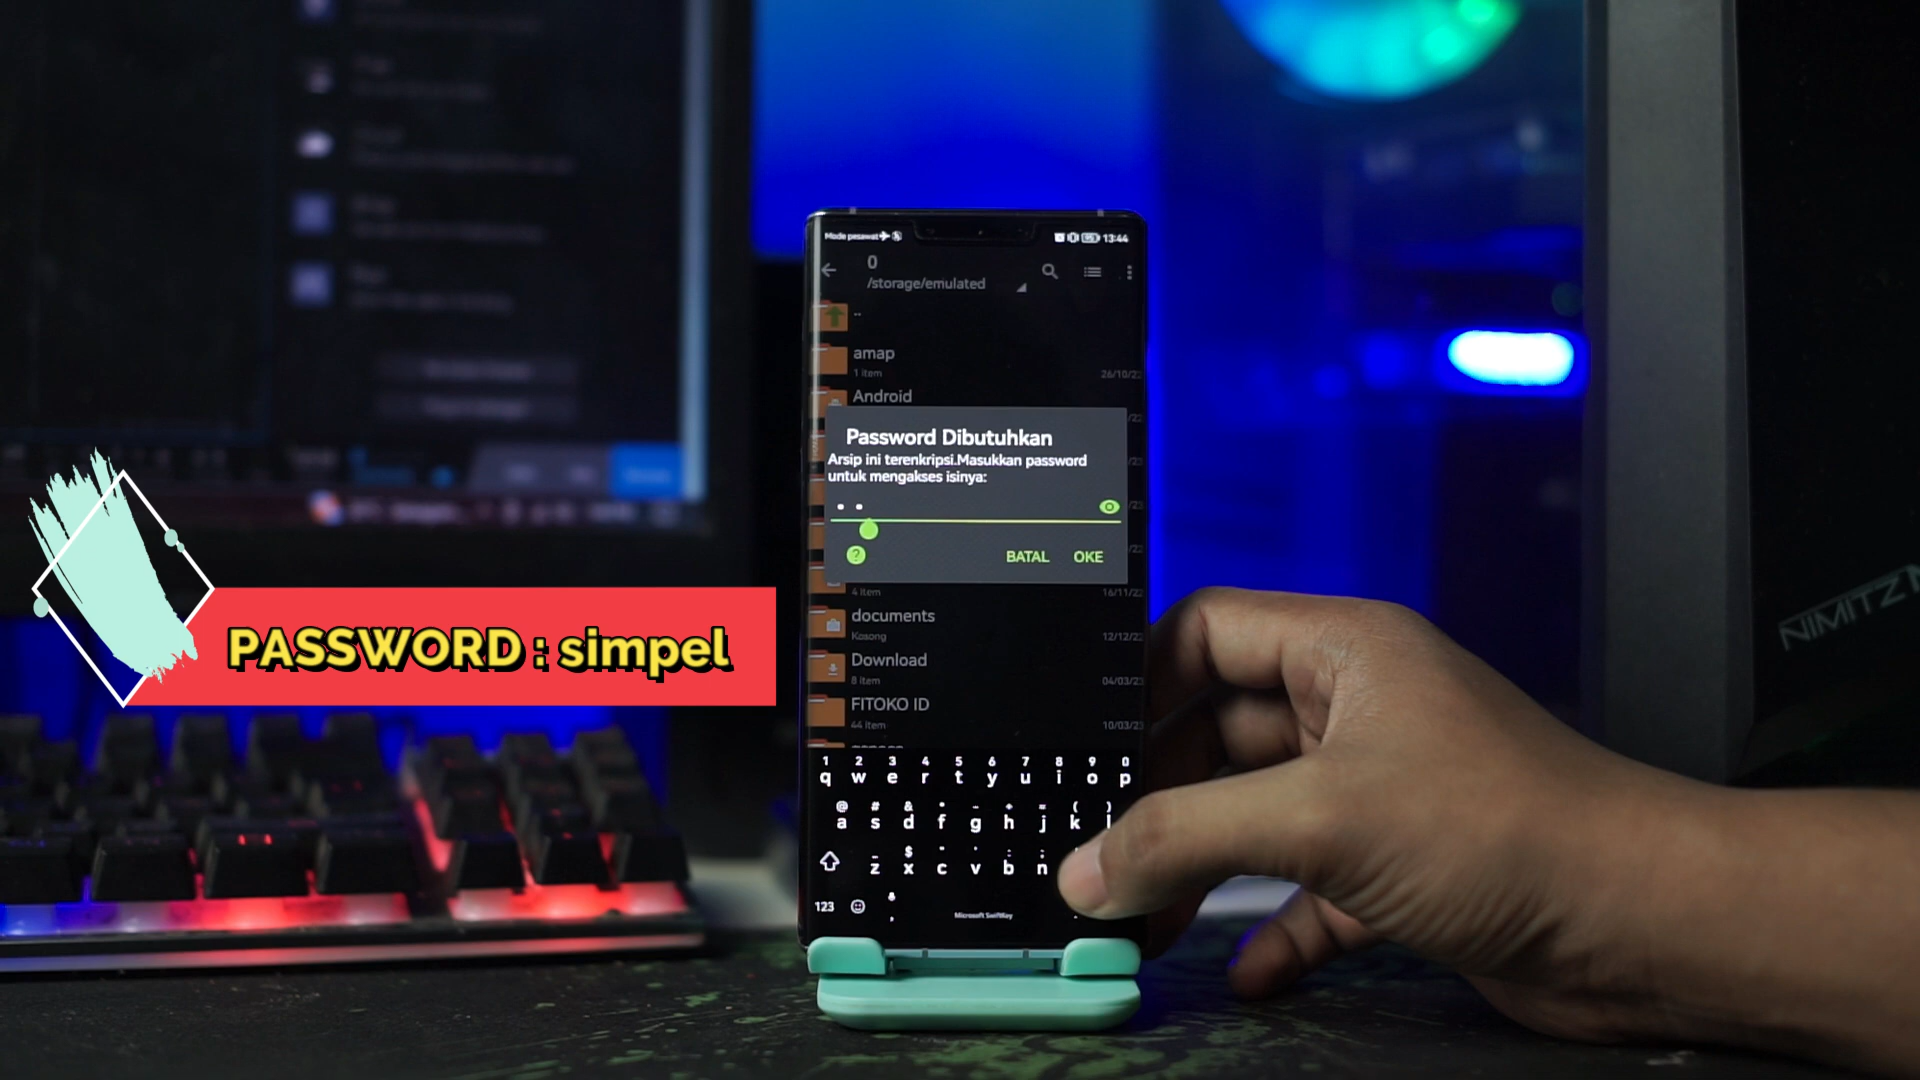 Mode pesawat
13:44
0
/storage/emulated
..
amap
1 item
26/10/22
Android
Password Dibutuhkan
Arsip ini terenkripsi.Masukkan password
untuk mengakses isinya:
BATAL OKE
4 item
16/11/22
documents
Kosong
12/12/22
Download
8 item
04/03/23
FITOKO ID
44 item
10/03/23
PASSWORD : simpel
1 2 3 4 5 6 7 8 9 0
q w e r t y u i o p
@ # &
a s d f g h j k l
z x c v b n
123
Microsoft SwiftKey
NIMITZ